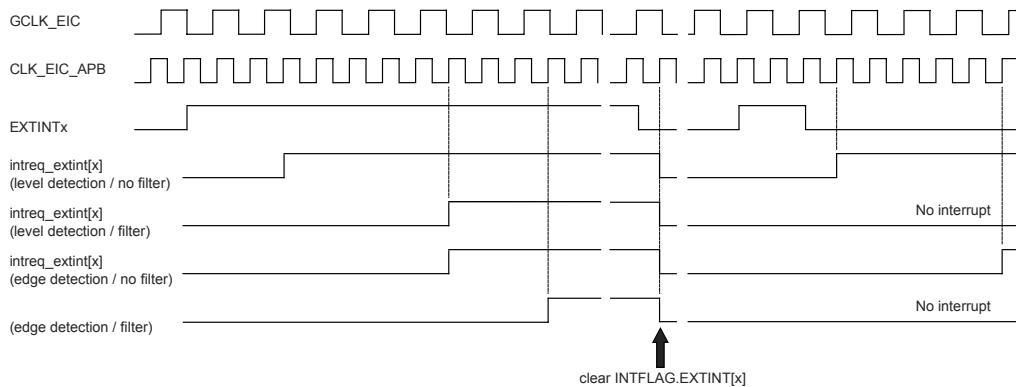 GCLK_EIC
CLK_EIC_APB
EXTINTx
intreq_extint[x]
(level detection / no filter)
intreq_extint[x]
(level detection / filter)
No interrupt
intreq_extint[x]
(edge detection / no filter)
(edge detection / filter)
No interrupt
clear INTFLAG.EXTINT[x]